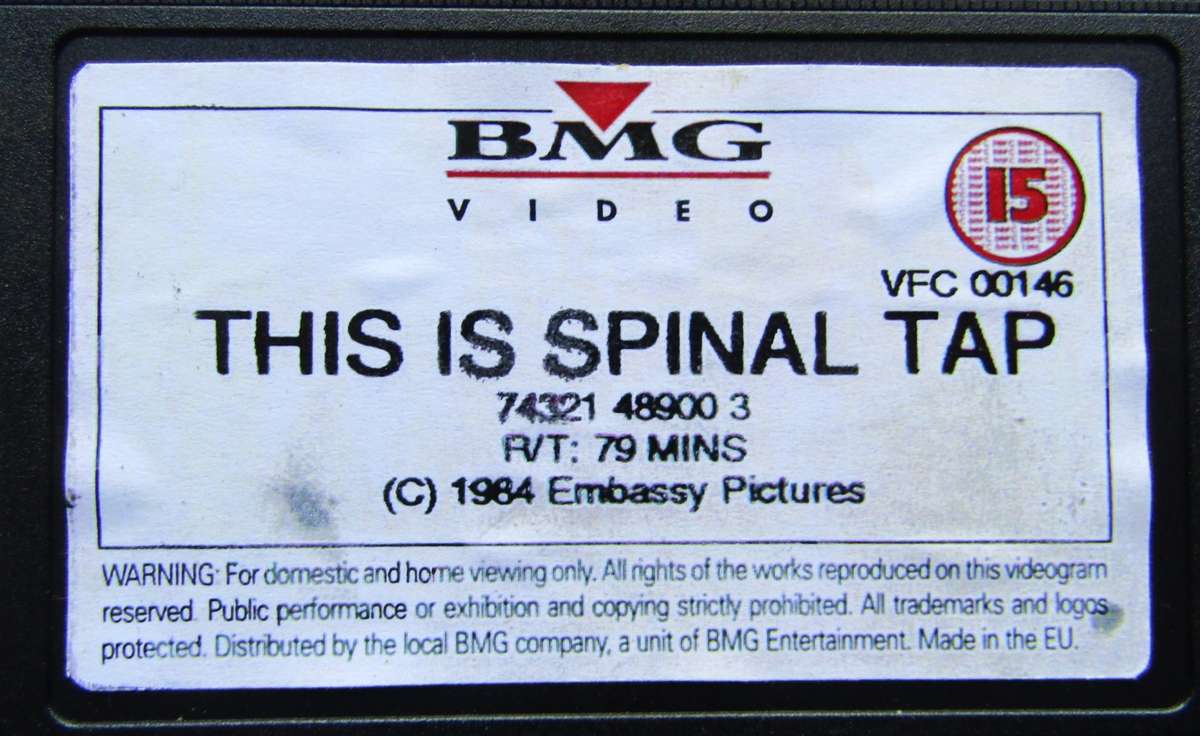 BMG
VIDEO
15
VFC 00146
THIS IS SPINAL TAP
74321 48900 3
R/T: 79 MINS
(C) 1984 Embassy Pictures
WARNING: For domestic and home viewing only. All rights of the works reproduced on this videogram
reserved. Public performance or exhibition and copying strictly prohibited. All trademarks and logos
protected. Distributed by the local BMG company, a unit of BMG Entertainment. Made in the EU.